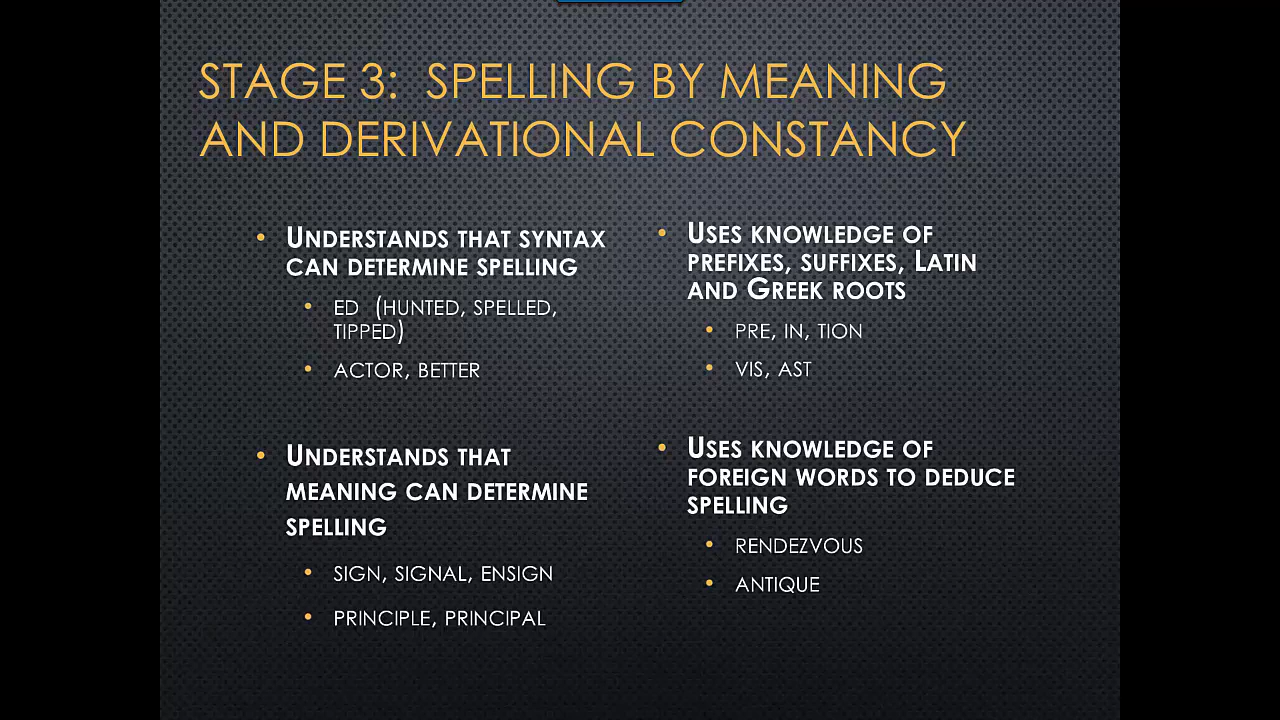 STAGE 3: SPELLING BY MEANING
AND DERIVATIONAL CONSTANCY
• UNDERSTANDS THAT SYNTAX
CAN DETERMINE SPELLING
• ED (HUNTED, SPELLED,
TIPPED)
• ACTOR, BETTER
• UNDERSTANDS THAT
MEANING CAN DETERMINE
SPELLING
• SIGN, SIGNAL, ENSIGN
• PRINCIPLE, PRINCIPAL
• USES KNOWLEDGE OF
PREFIXES, SUFFIXES, LATIN
AND GREEK ROOTS
• PRE, IN, TION
• VIS, AST
• USES KNOWLEDGE OF
FOREIGN WORDS TO DEDUCE
SPELLING
• RENDEZVOUS
• ANTIQUE